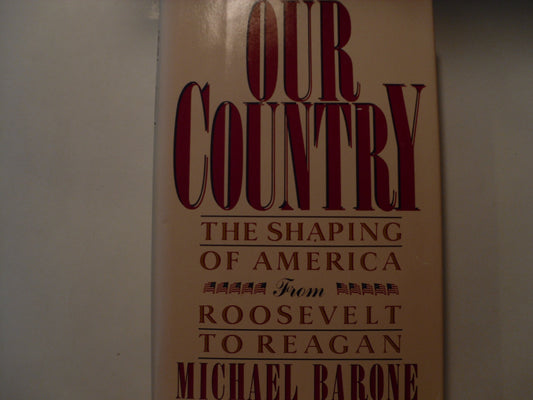 OUR
COUNTRY
THE SHAPING
OF AMERICA
From
ROOSEVELT
TO REAGAN
MICHAEL BARONE